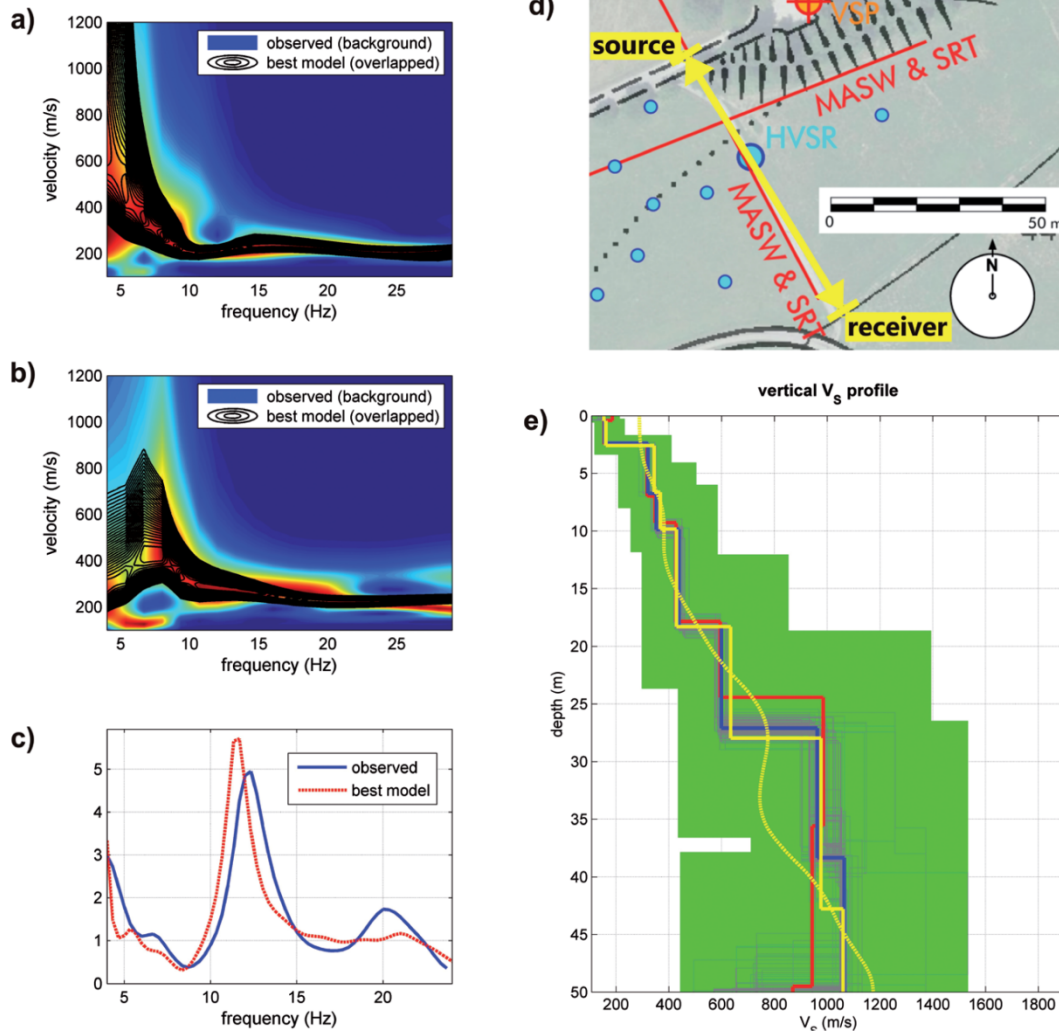 a)
1200
1000
800
600
400
200
velocity (m/s)
observed (background)
best model (overlapped)
5 10 15 20 25
frequency (Hz)
b)
1200
1000
800
600
400
200
velocity (m/s)
observed (background)
best model (overlapped)
5 10 15 20 25
frequency (Hz)
c)
5
4
3
2
1
0
observed
best model
5 10 15 20
frequency (Hz)
d)
VSP
source
MASW & SRT
HVSR
MASW & SRT
0 50 m
N
receiver
e)
vertical VS profile
0
5
10
15
20
25
30
35
40
45
50
depth (m)
200 400 600 800 1000 1200 1400 1600 1800
VS (m/s)